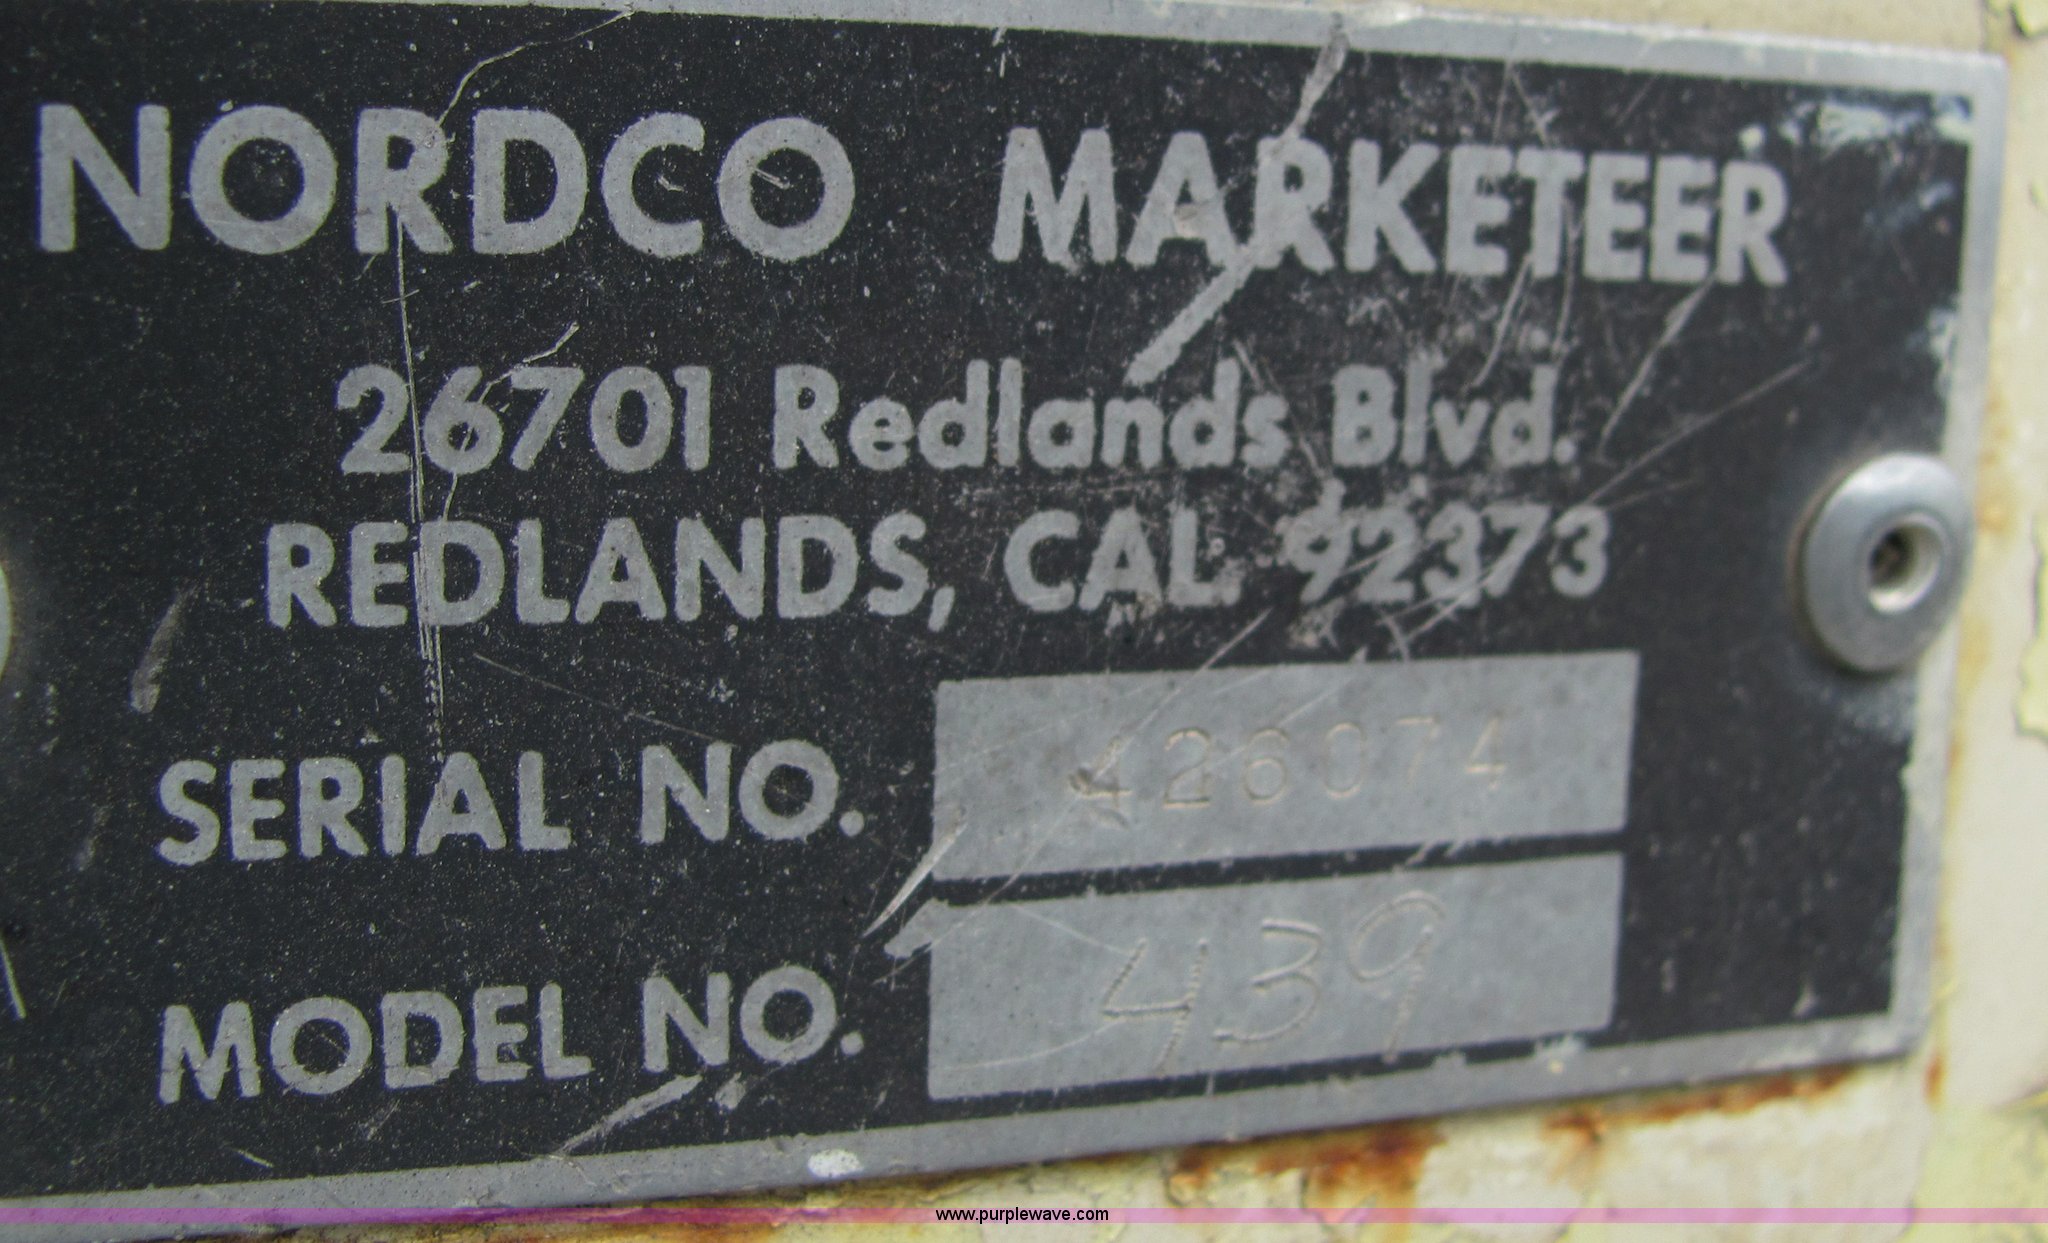 NORDCO MARKETEER
26701 Redlands Blvd.
REDLANDS, CAL. 92373
SERIAL NO. 426074
MODEL NO. 439
www.purplewave.com